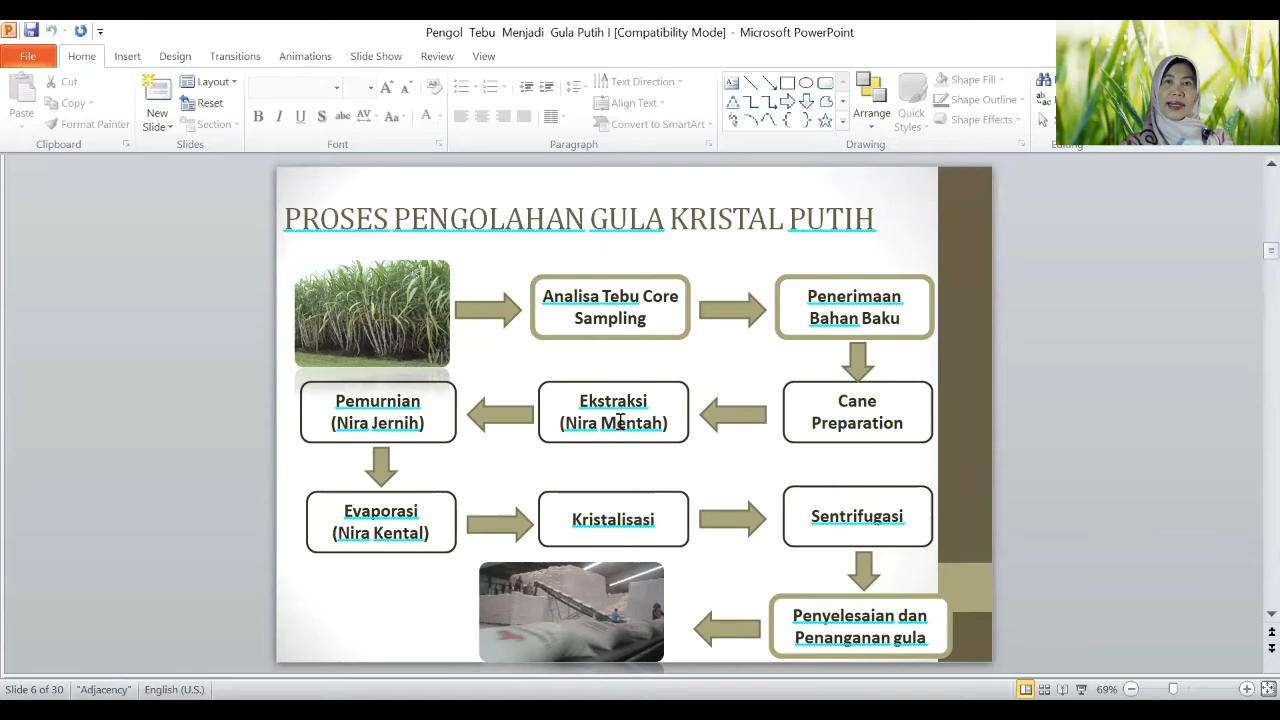 Pengol Tebu Menjadi Gula Putih I [Compatibility Mode] - Microsoft PowerPoint
File Home Insert Design Transitions Animations Slide Show Review View
Paste
Cut
Copy
Format Painter
Clipboard
New Slide
Layout
Reset
Section
Slides
B I U S abc AV Aa A
Font
Text Direction
Align Text
Convert to SmartArt
Paragraph
Arrange
Quick Styles
Shape Fill
Shape Outline
Shape Effects
Drawing
Editing
PROSES PENGOLAHAN GULA KRISTAL PUTIH
Analisa Tebu Core
Sampling
Penerimaan
Bahan Baku
Cane
Preparation
Ekstraksi
(Nira Mentah)
Pemurnian
(Nira Jernih)
Evaporasi
(Nira Kental)
Kristalisasi
Sentrifugasi
Penyelesaian dan
Penanganan gula
Slide 6 of 30 "Adjacency" English (U.S.) 69%